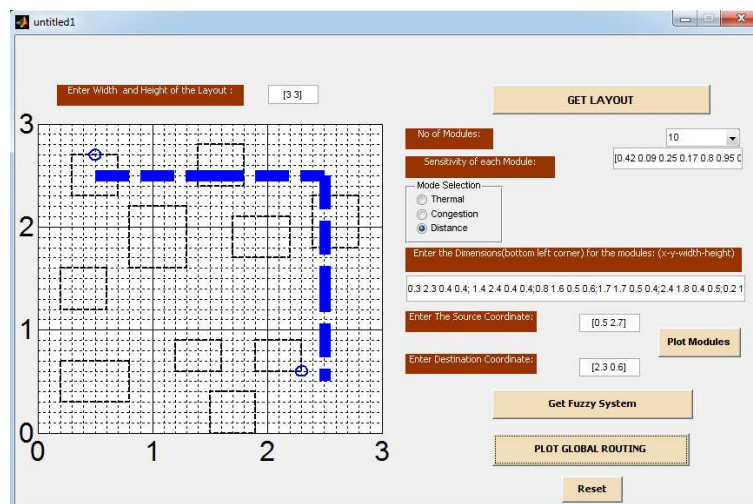 untitled1
Enter Width and Height of the Layout :
[3 3]
GET LAYOUT
No of Modules:
10
Sensitivity of each Module:
[0.42 0.09 0.25 0.17 0.8 0.95 0
Mode Selection
Thermal
Congestion
Distance
Enter the Dimensions(bottom left corner) for the modules: (x-y-width-height)
0.3 2.3 0.4 0.4; 1.4 2.4 0.4 0.4;0.8 1.6 0.5 0.6;1.7 1.7 0.5 0.4;2.4 1.8 0.4 0.5;0.2 1
Enter The Source Coordinate:
[0.5 2.7]
Plot Modules
Enter Destination Coordinate:
[2.3 0.6]
Get Fuzzy System
PLOT GLOBAL ROUTING
Reset
3
2
1
0
0 1 2 3